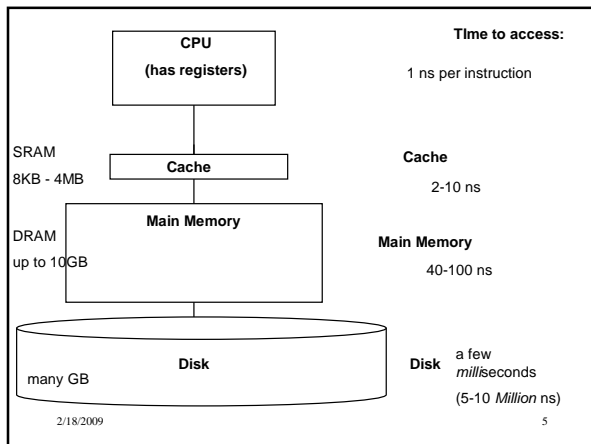 CPU
(has registers)
TIme to access:
1 ns per instruction
SRAM
8KB - 4MB
Cache
Cache
2-10 ns
DRAM
up to 10GB
Main Memory
Main Memory
40-100 ns
many GB
Disk
Disk
a few
milliseconds
(5-10 Million ns)
2/18/2009
5